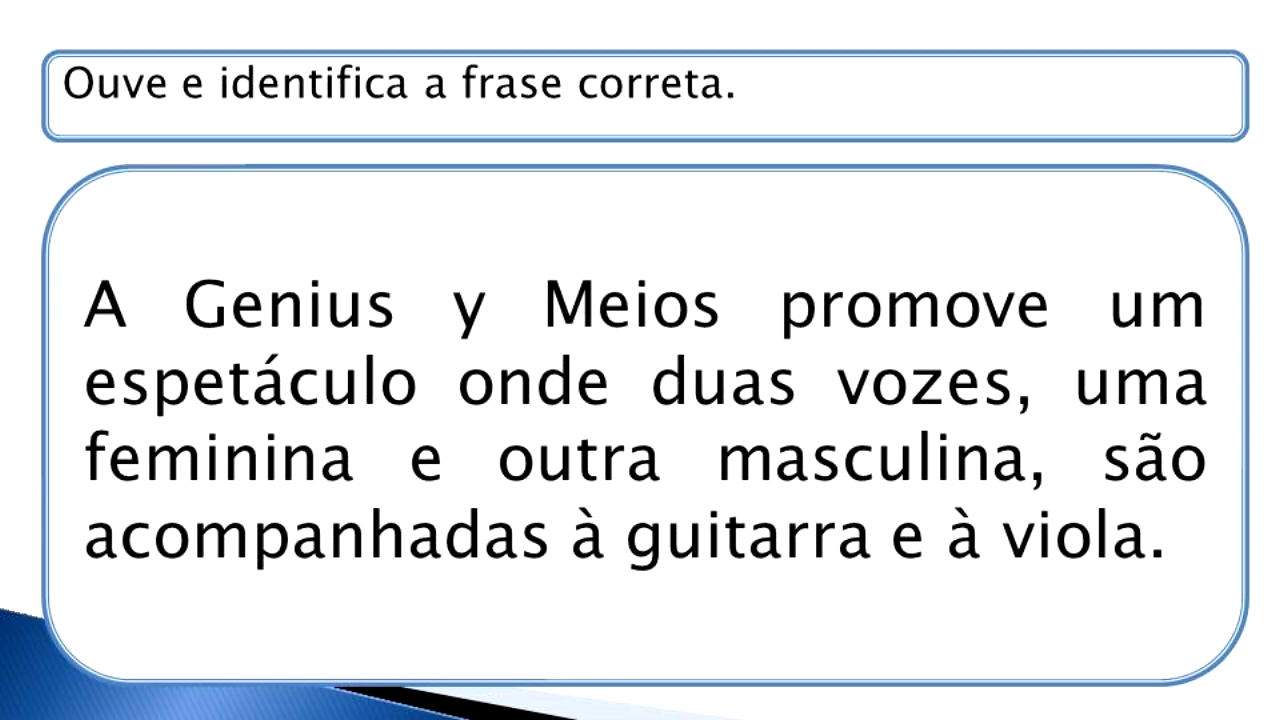 Ouve e identifica a frase correta.
A Genius y Meios promove um
espetáculo onde duas vozes, uma
feminina e outra masculina, são
acompanhadas à guitarra e à viola.